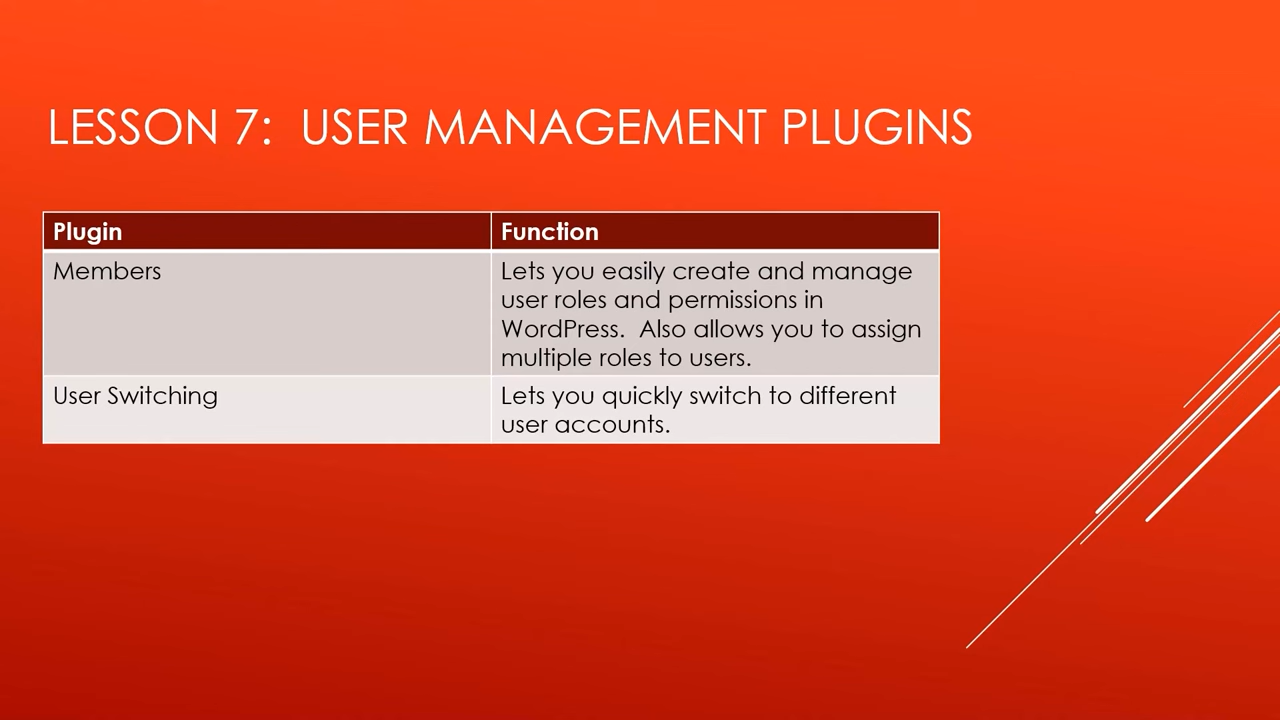 LESSON 7:  USER MANAGEMENT PLUGINS
Plugin
Function
Members
Lets you easily create and manage
user roles and permissions in
WordPress.  Also allows you to assign
multiple roles to users.
User Switching
Lets you quickly switch to different
user accounts.